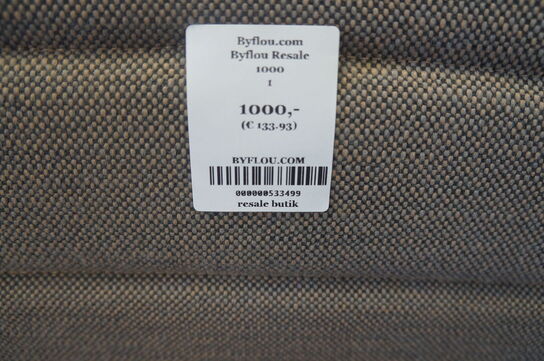 Byflou.com
Byflou Resale
1000
1
1000,-
(€ 133.93)
BYFLOU.COM
000000533499
resale butik